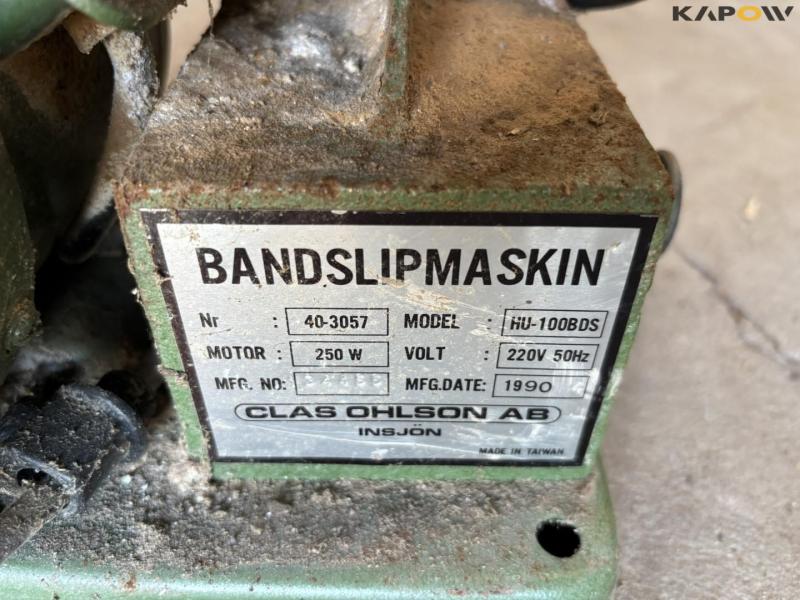 KAPOW
BANDSLIPMASKIN
Nr : 40-3057 MODEL : HU-100BDS
MOTOR : 250 W VOLT : 220V 50Hz
MFG. NO: MFG.DATE: 1990
CLAS OHLSON AB
INSJÖN
MADE IN TAIWAN